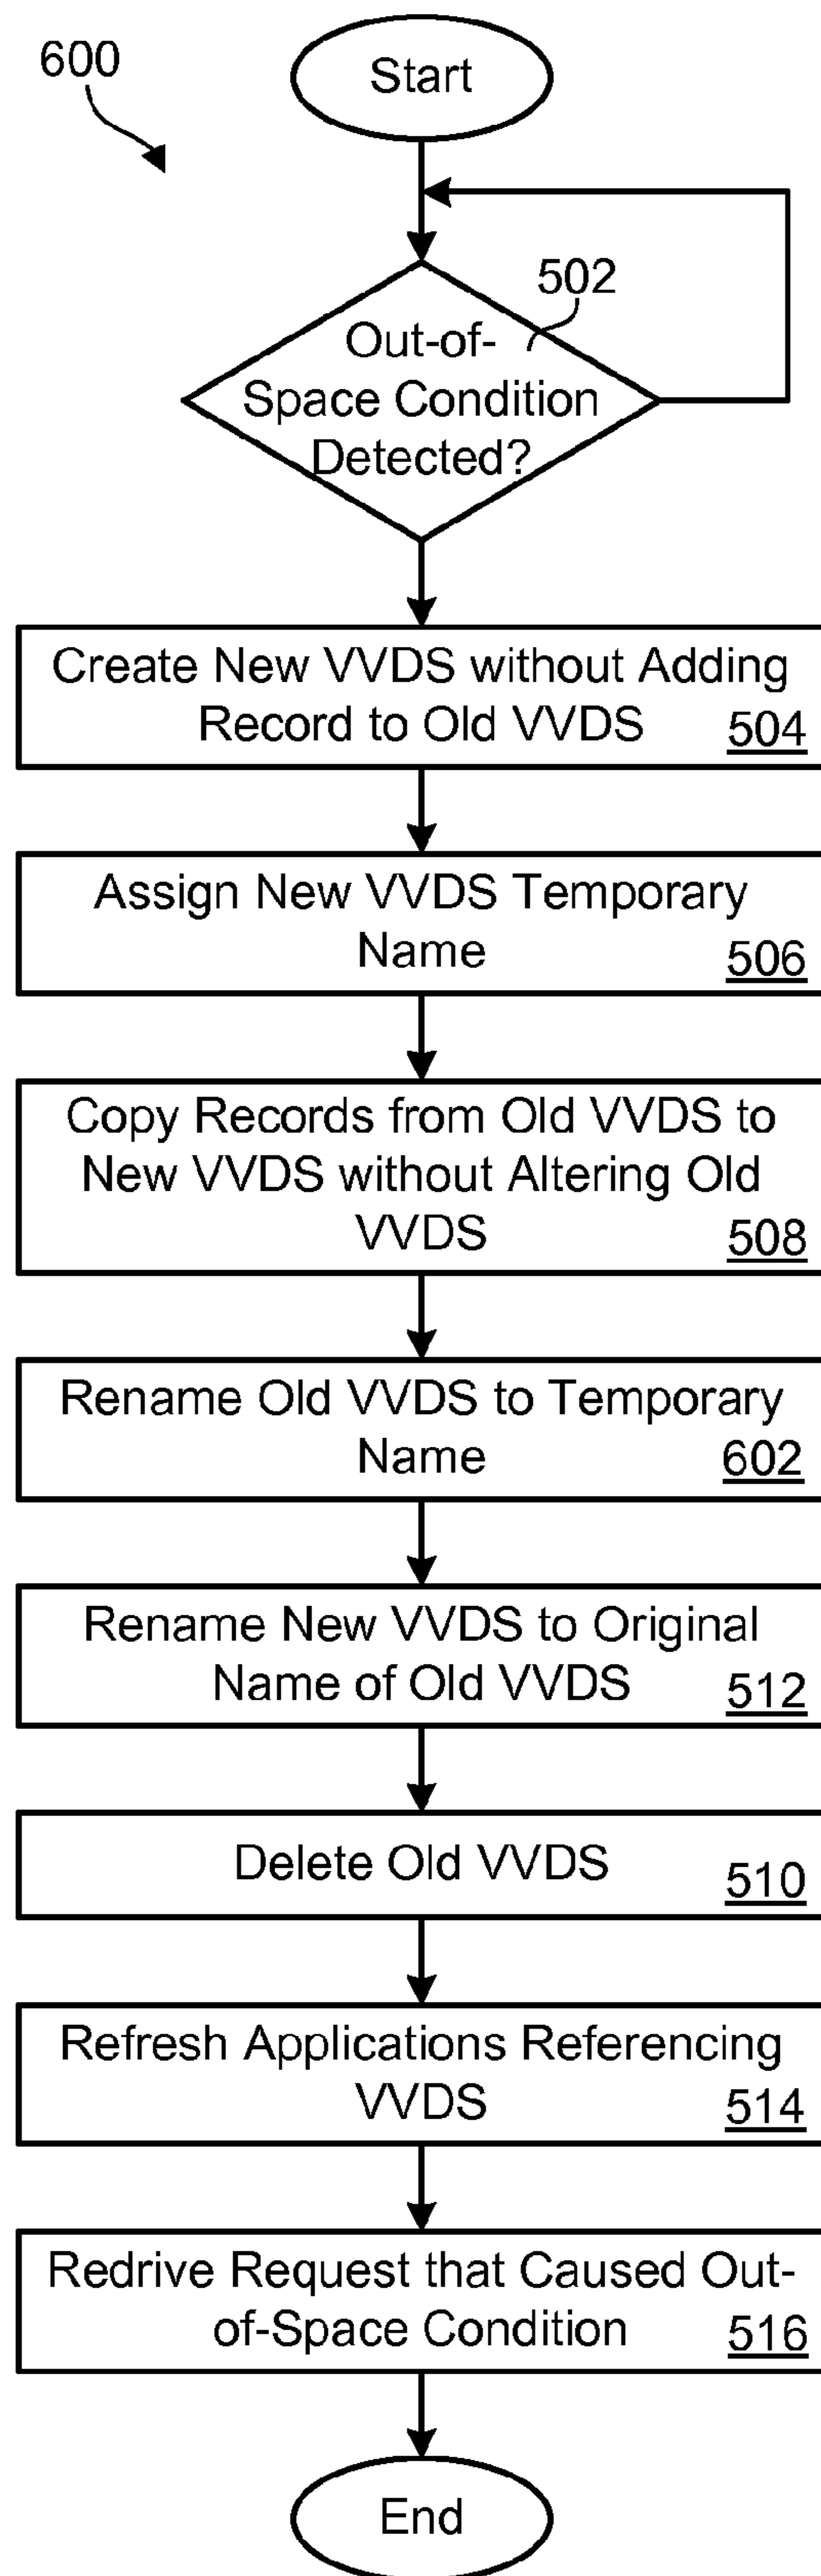 600
Start
502
Out-of-
Space Condition
Detected?
Create New VVDS without Adding
Record to Old VVDS 504
Assign New VVDS Temporary
Name 506
Copy Records from Old VVDS to
New VVDS without Altering Old
VVDS 508
Rename Old VVDS to Temporary
Name 602
Rename New VVDS to Original
Name of Old VVDS 512
Delete Old VVDS 510
Refresh Applications Referencing
VVDS 514
Redrive Request that Caused Out-
of-Space Condition 516
End